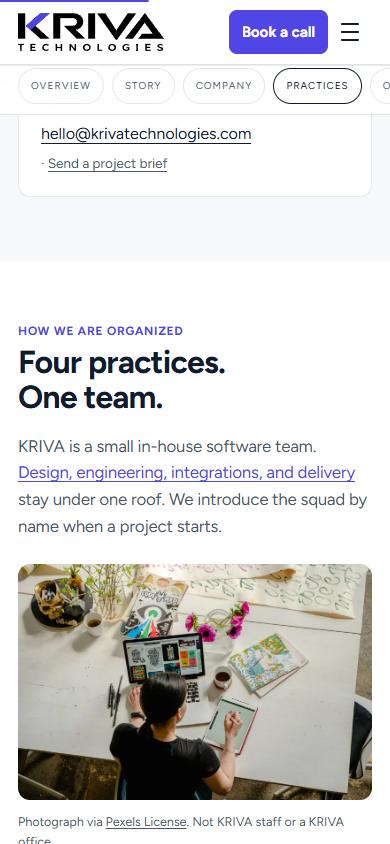 KRIVA
TECHNOLOGIES
Book a call
OVERVIEW
STORY
COMPANY
PRACTICES
hello@krivatechnologies.com
· Send a project brief
HOW WE ARE ORGANIZED
Four practices.
One team.
KRIVA is a small in-house software team.
Design, engineering, integrations, and delivery
stay under one roof. We introduce the squad by
name when a project starts.
Photograph via Pexels License. Not KRIVA staff or a KRIVA
office.